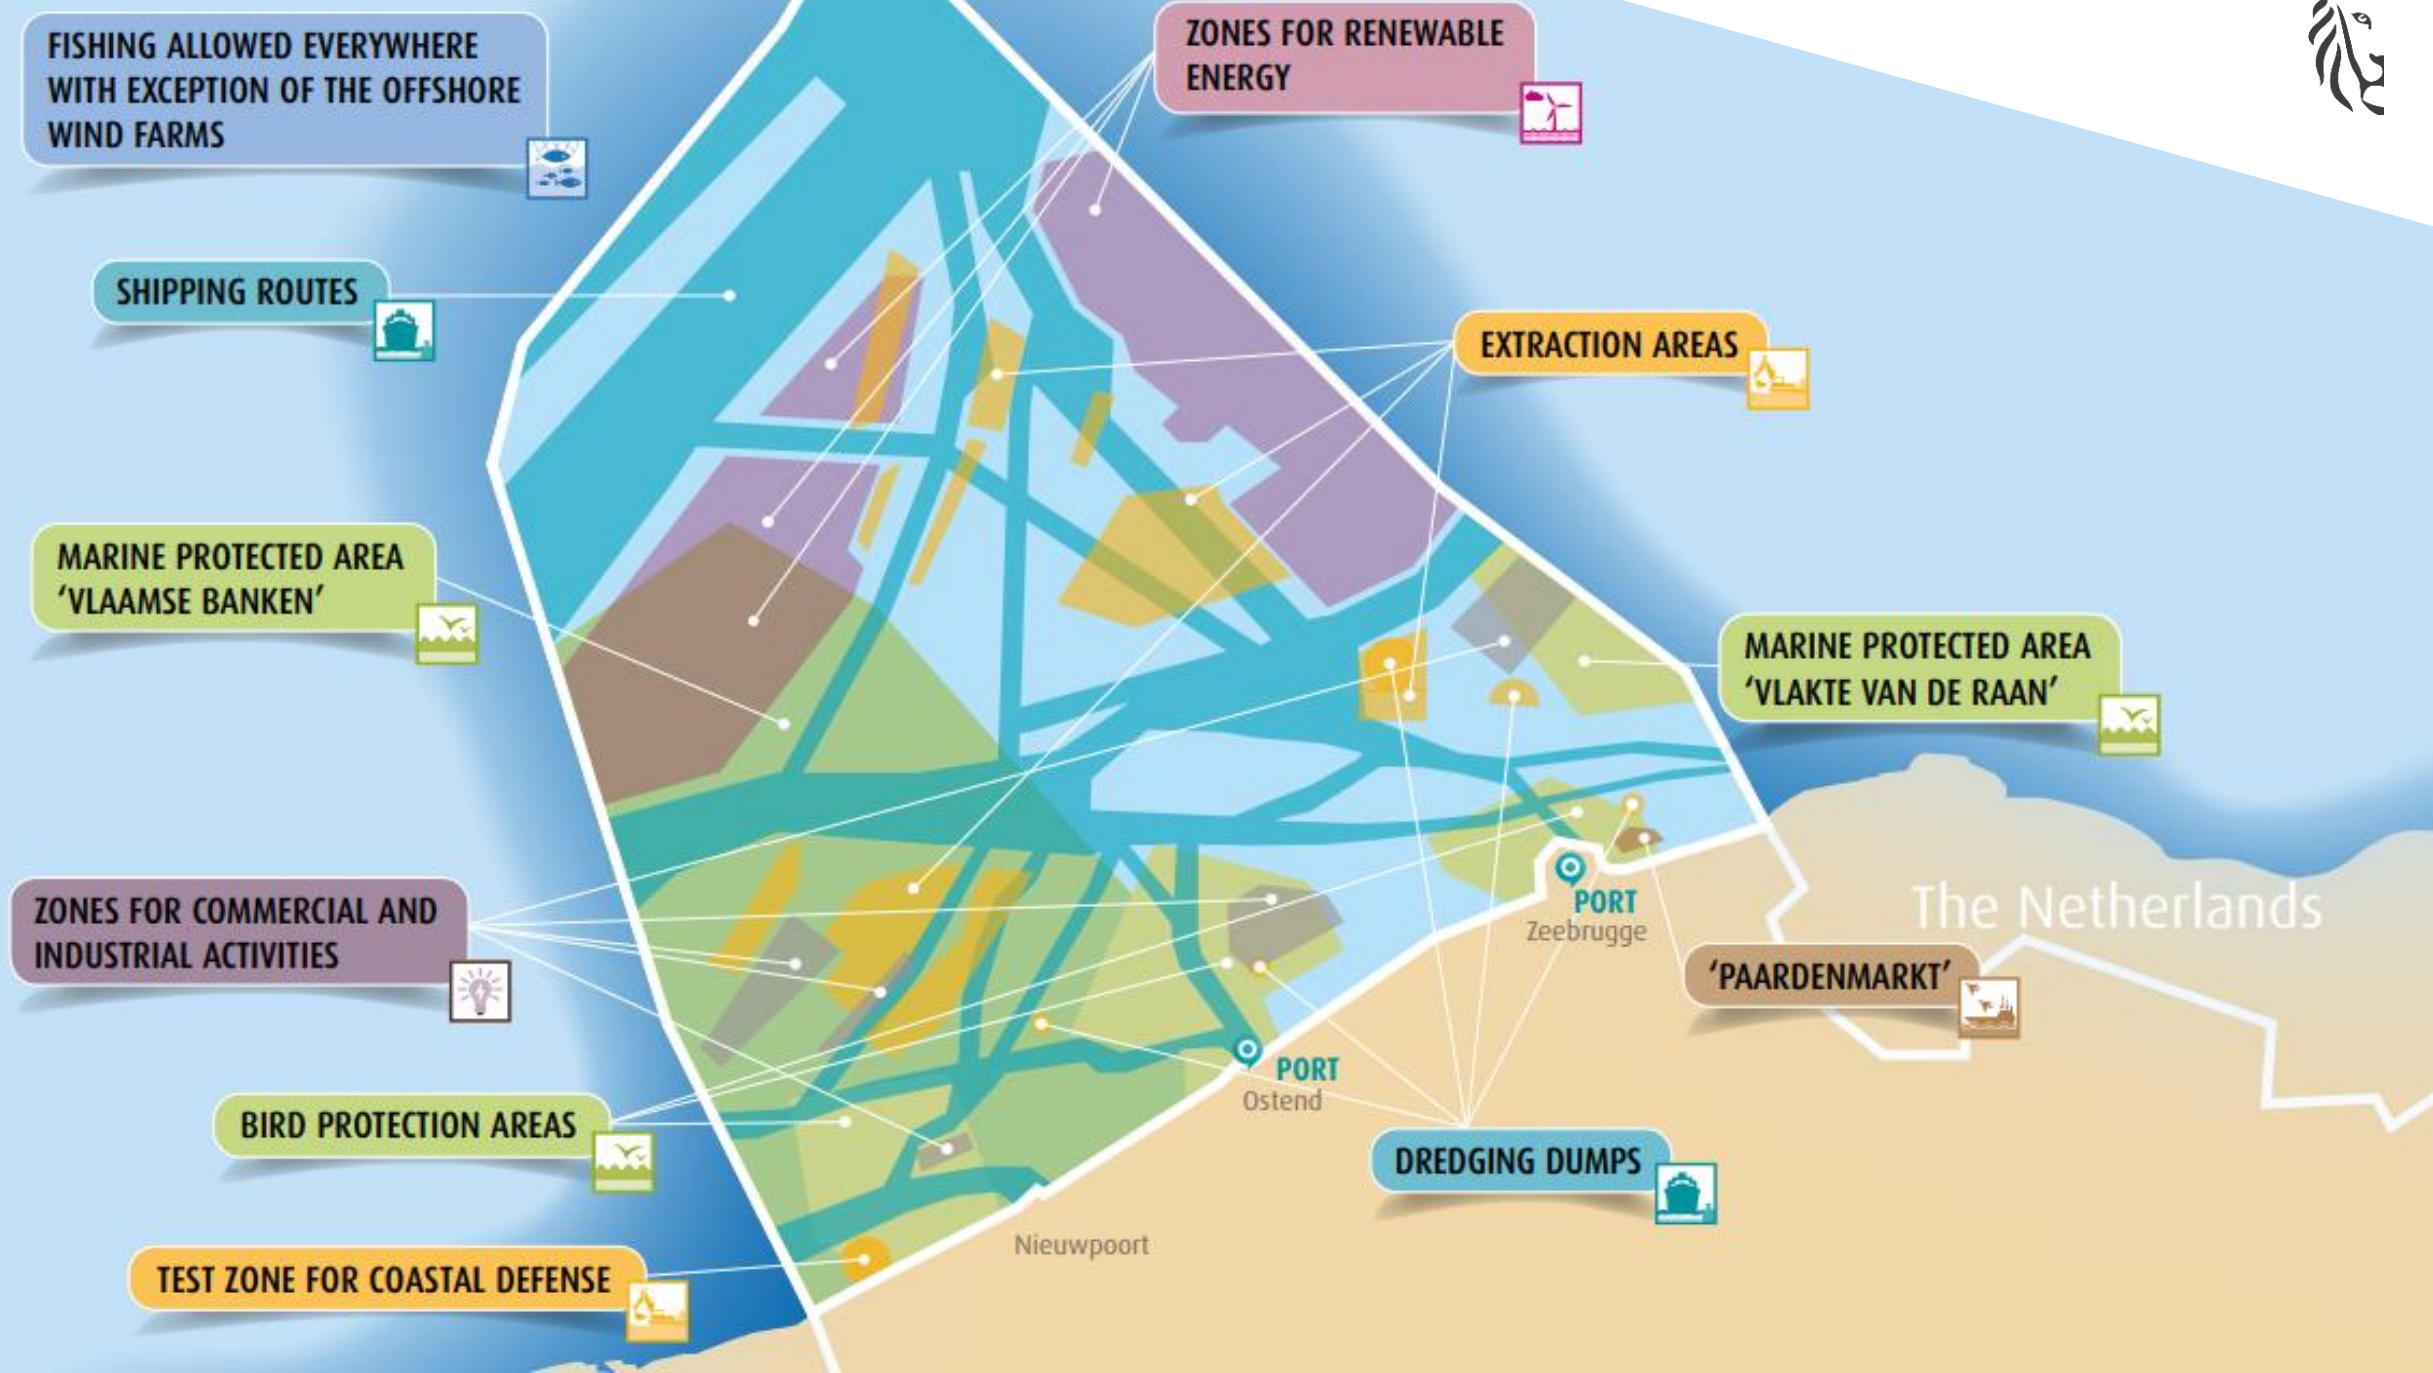 FISHING ALLOWED EVERYWHERE
WITH EXCEPTION OF THE OFFSHORE
WIND FARMS
ZONES FOR RENEWABLE
ENERGY
SHIPPING ROUTES
EXTRACTION AREAS
MARINE PROTECTED AREA
‘VLAAMSE BANKEN’
MARINE PROTECTED AREA
‘VLAKTE VAN DE RAAN’
ZONES FOR COMMERCIAL AND
INDUSTRIAL ACTIVITIES
PORT
Zeebrugge
The Netherlands
‘PAARDENMARKT’
PORT
Ostend
BIRD PROTECTION AREAS
DREDGING DUMPS
Nieuwpoort
TEST ZONE FOR COASTAL DEFENSE